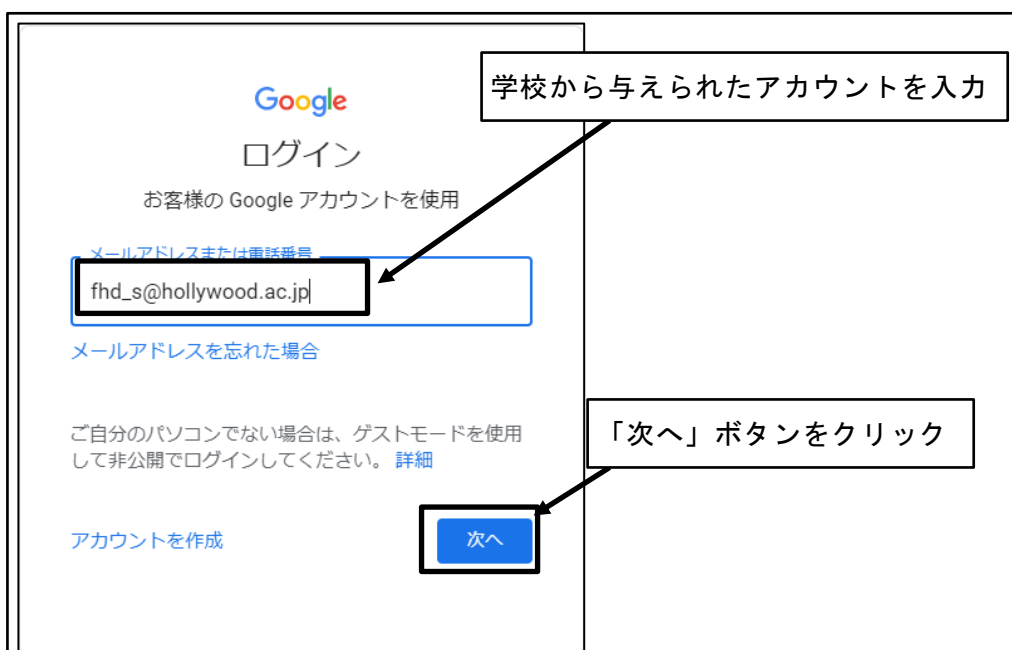 学校から与えられたアカウントを入力
Google
ログイン
お客様の Google アカウントを使用
メールアドレスまたは電話番号
fhd_s@hollywood.ac.jp
メールアドレスを忘れた場合
ご自分のパソコンでない場合は、ゲストモードを使用
して非公開でログインしてください。 詳細
「次へ」ボタンをクリック
アカウントを作成
次へ